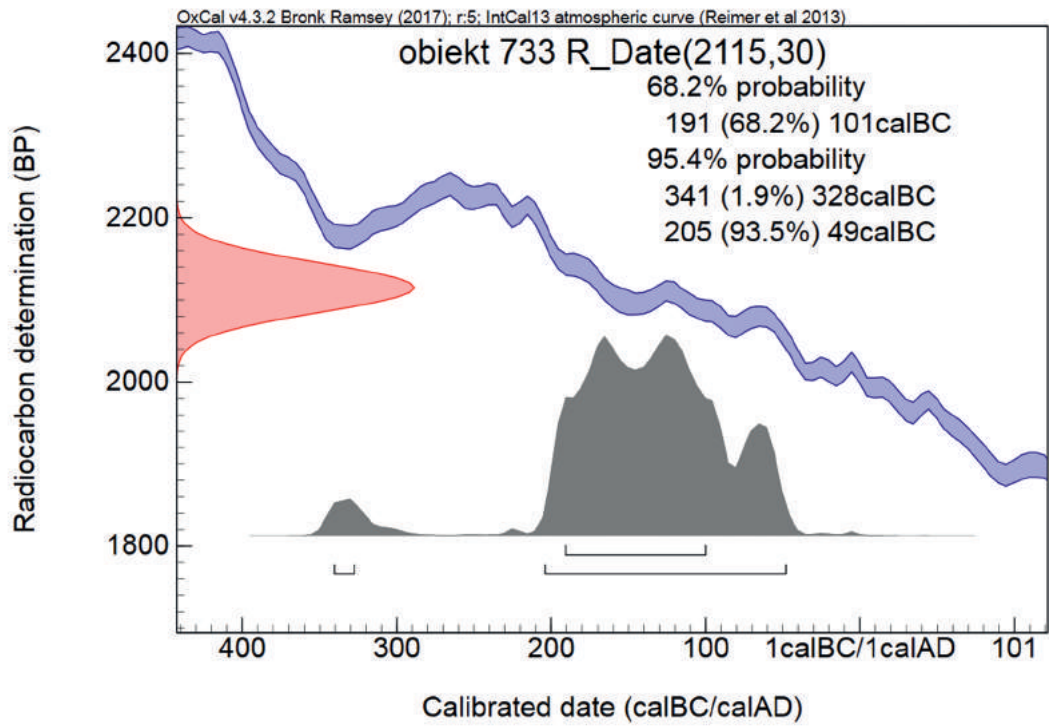 OxCal v4.3.2 Bronk Ramsey (2017); r:5; IntCal13 atmospheric curve (Reimer et al 2013)
obiekt 733 R_Date(2115,30)
68.2% probability
191 (68.2%) 101calBC
95.4% probability
341 (1.9%) 328calBC
205 (93.5%) 49calBC
Radiocarbon determination (BP)
2400
2200
2000
1800
400 300 200 100 1calBC/1calAD 101
Calibrated date (calBC/calAD)